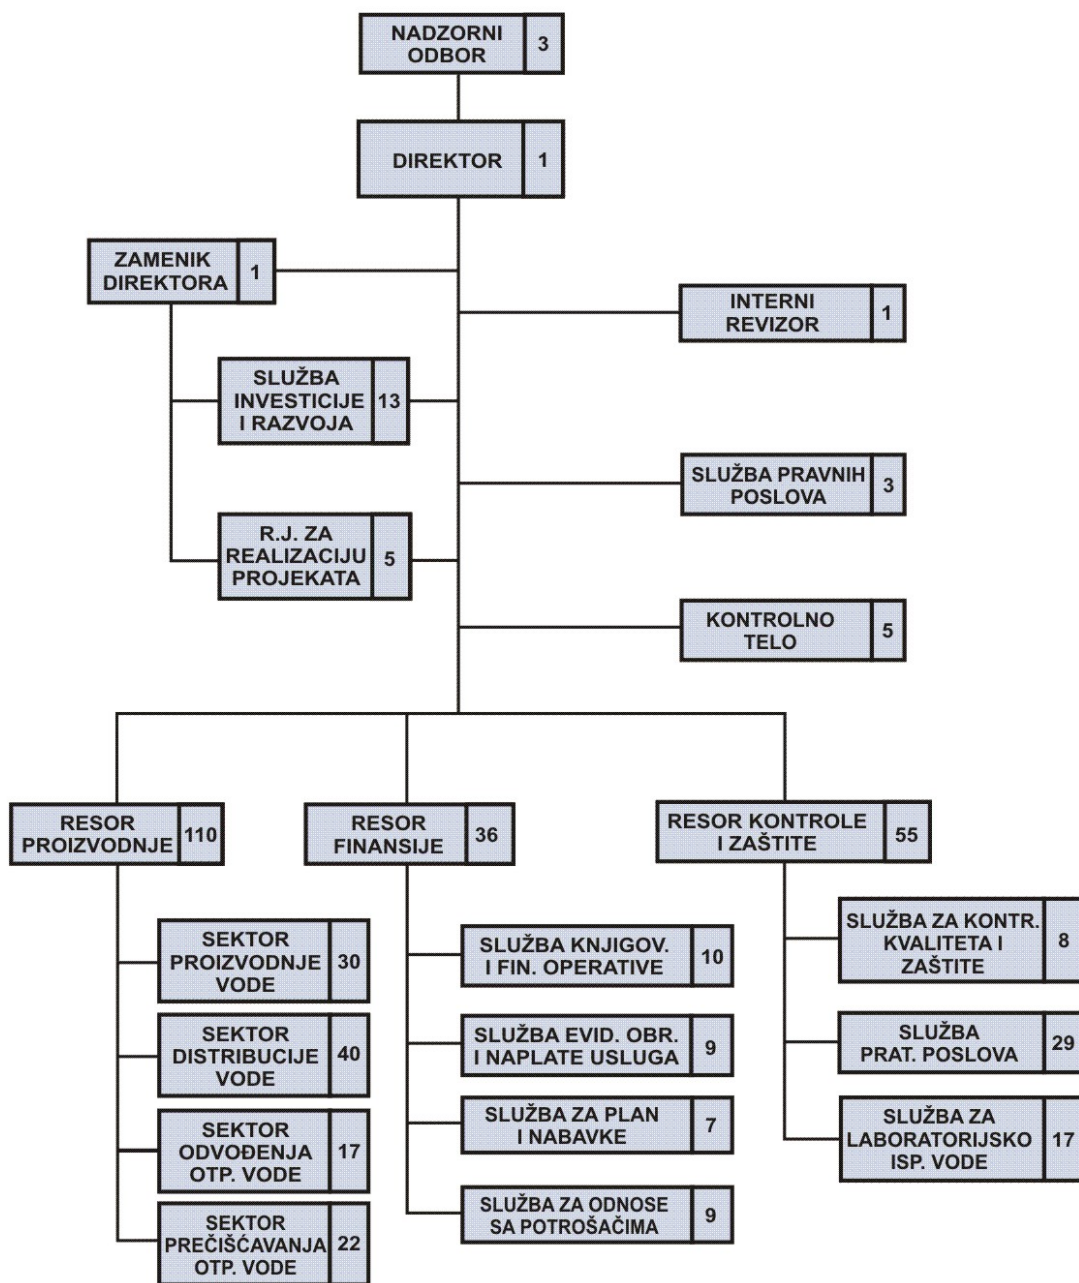 NADZORNI
ODBOR
3
DIREKTOR
1
ZAMENIK
DIREKTORA
1
INTERNI
REVIZOR
1
SLUŽBA
INVESTICIJE
I RAZVOJA
13
SLUŽBA PRAVNIH
POSLOVA
3
R.J. ZA
REALIZACIJU
PROJEKATA
5
KONTROLNO
TELO
5
RESOR
PROIZVODNJE
110
RESOR
FINANSIJE
36
RESOR KONTROLE
I ZAŠTITE
55
SEKTOR
PROIZVODNJE
VODE
30
SEKTOR
DISTRIBUCIJE
VODE
40
SEKTOR
ODVOĐENJA
OTP. VODE
17
SEKTOR
PREČIŠĆAVANJA
OTP. VODE
22
SLUŽBA KNJIGOV.
I FIN. OPERATIVE
10
SLUŽBA EVID. OBR.
I NAPLATE USLUGA
9
SLUŽBA ZA PLAN
I NABAVKE
7
SLUŽBA ZA ODNOSE
SA POTROŠAČIMA
9
SLUŽBA ZA KONTR.
KVALITETA I
ZAŠTITE
8
SLUŽBA
PRAT. POSLOVA
29
SLUŽBA ZA
LABORATORIJSKO
ISP. VODE
17